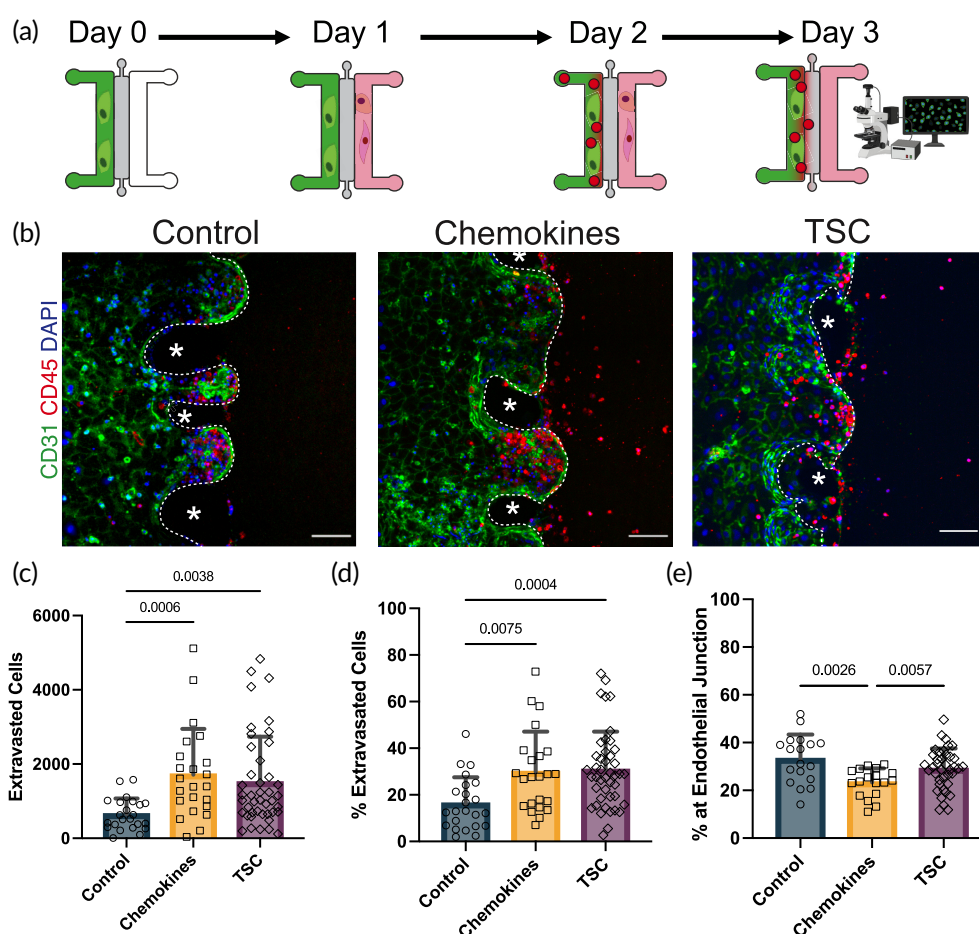 (a) Day 0 Day 1 Day 2 Day 3
(b) Control Chemokines TSC
CD31 CD45 DAPI
* * * * * * * *
(c)
0.0038
0.0006
Extravasted Cells
6000
4000
2000
0
Control
Chemokines
TSC
(d)
0.0004
0.0075
% Extravasated Cells
100
80
60
40
20
0
Control
Chemokines
TSC
(e)
0.0026 0.0057
% at Endothelial Junction
100
80
60
40
20
0
Control
Chemokines
TSC